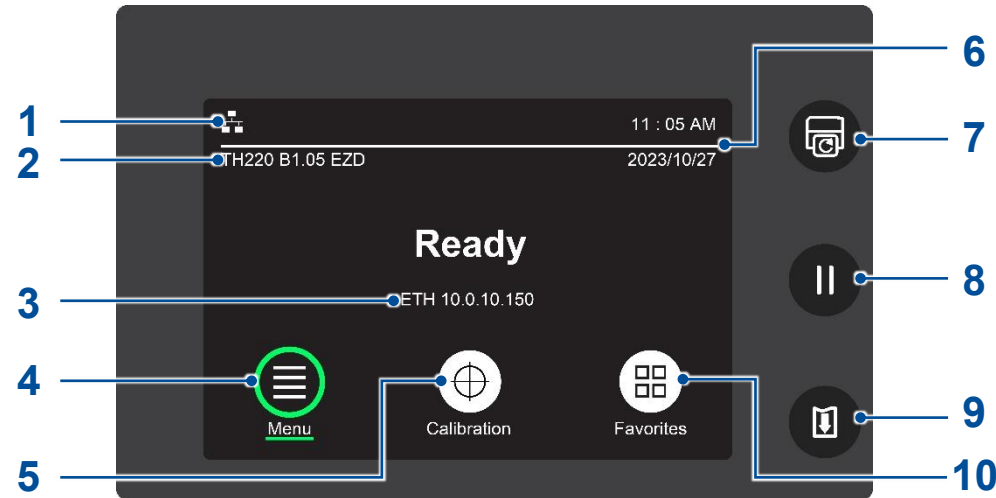 6
1
11 : 05 AM
7
2
TH220 B1.05 EZD
2023/10/27
Ready
8
3
ETH 10.0.10.150
4
Menu
Calibration
Favorites
9
5
10